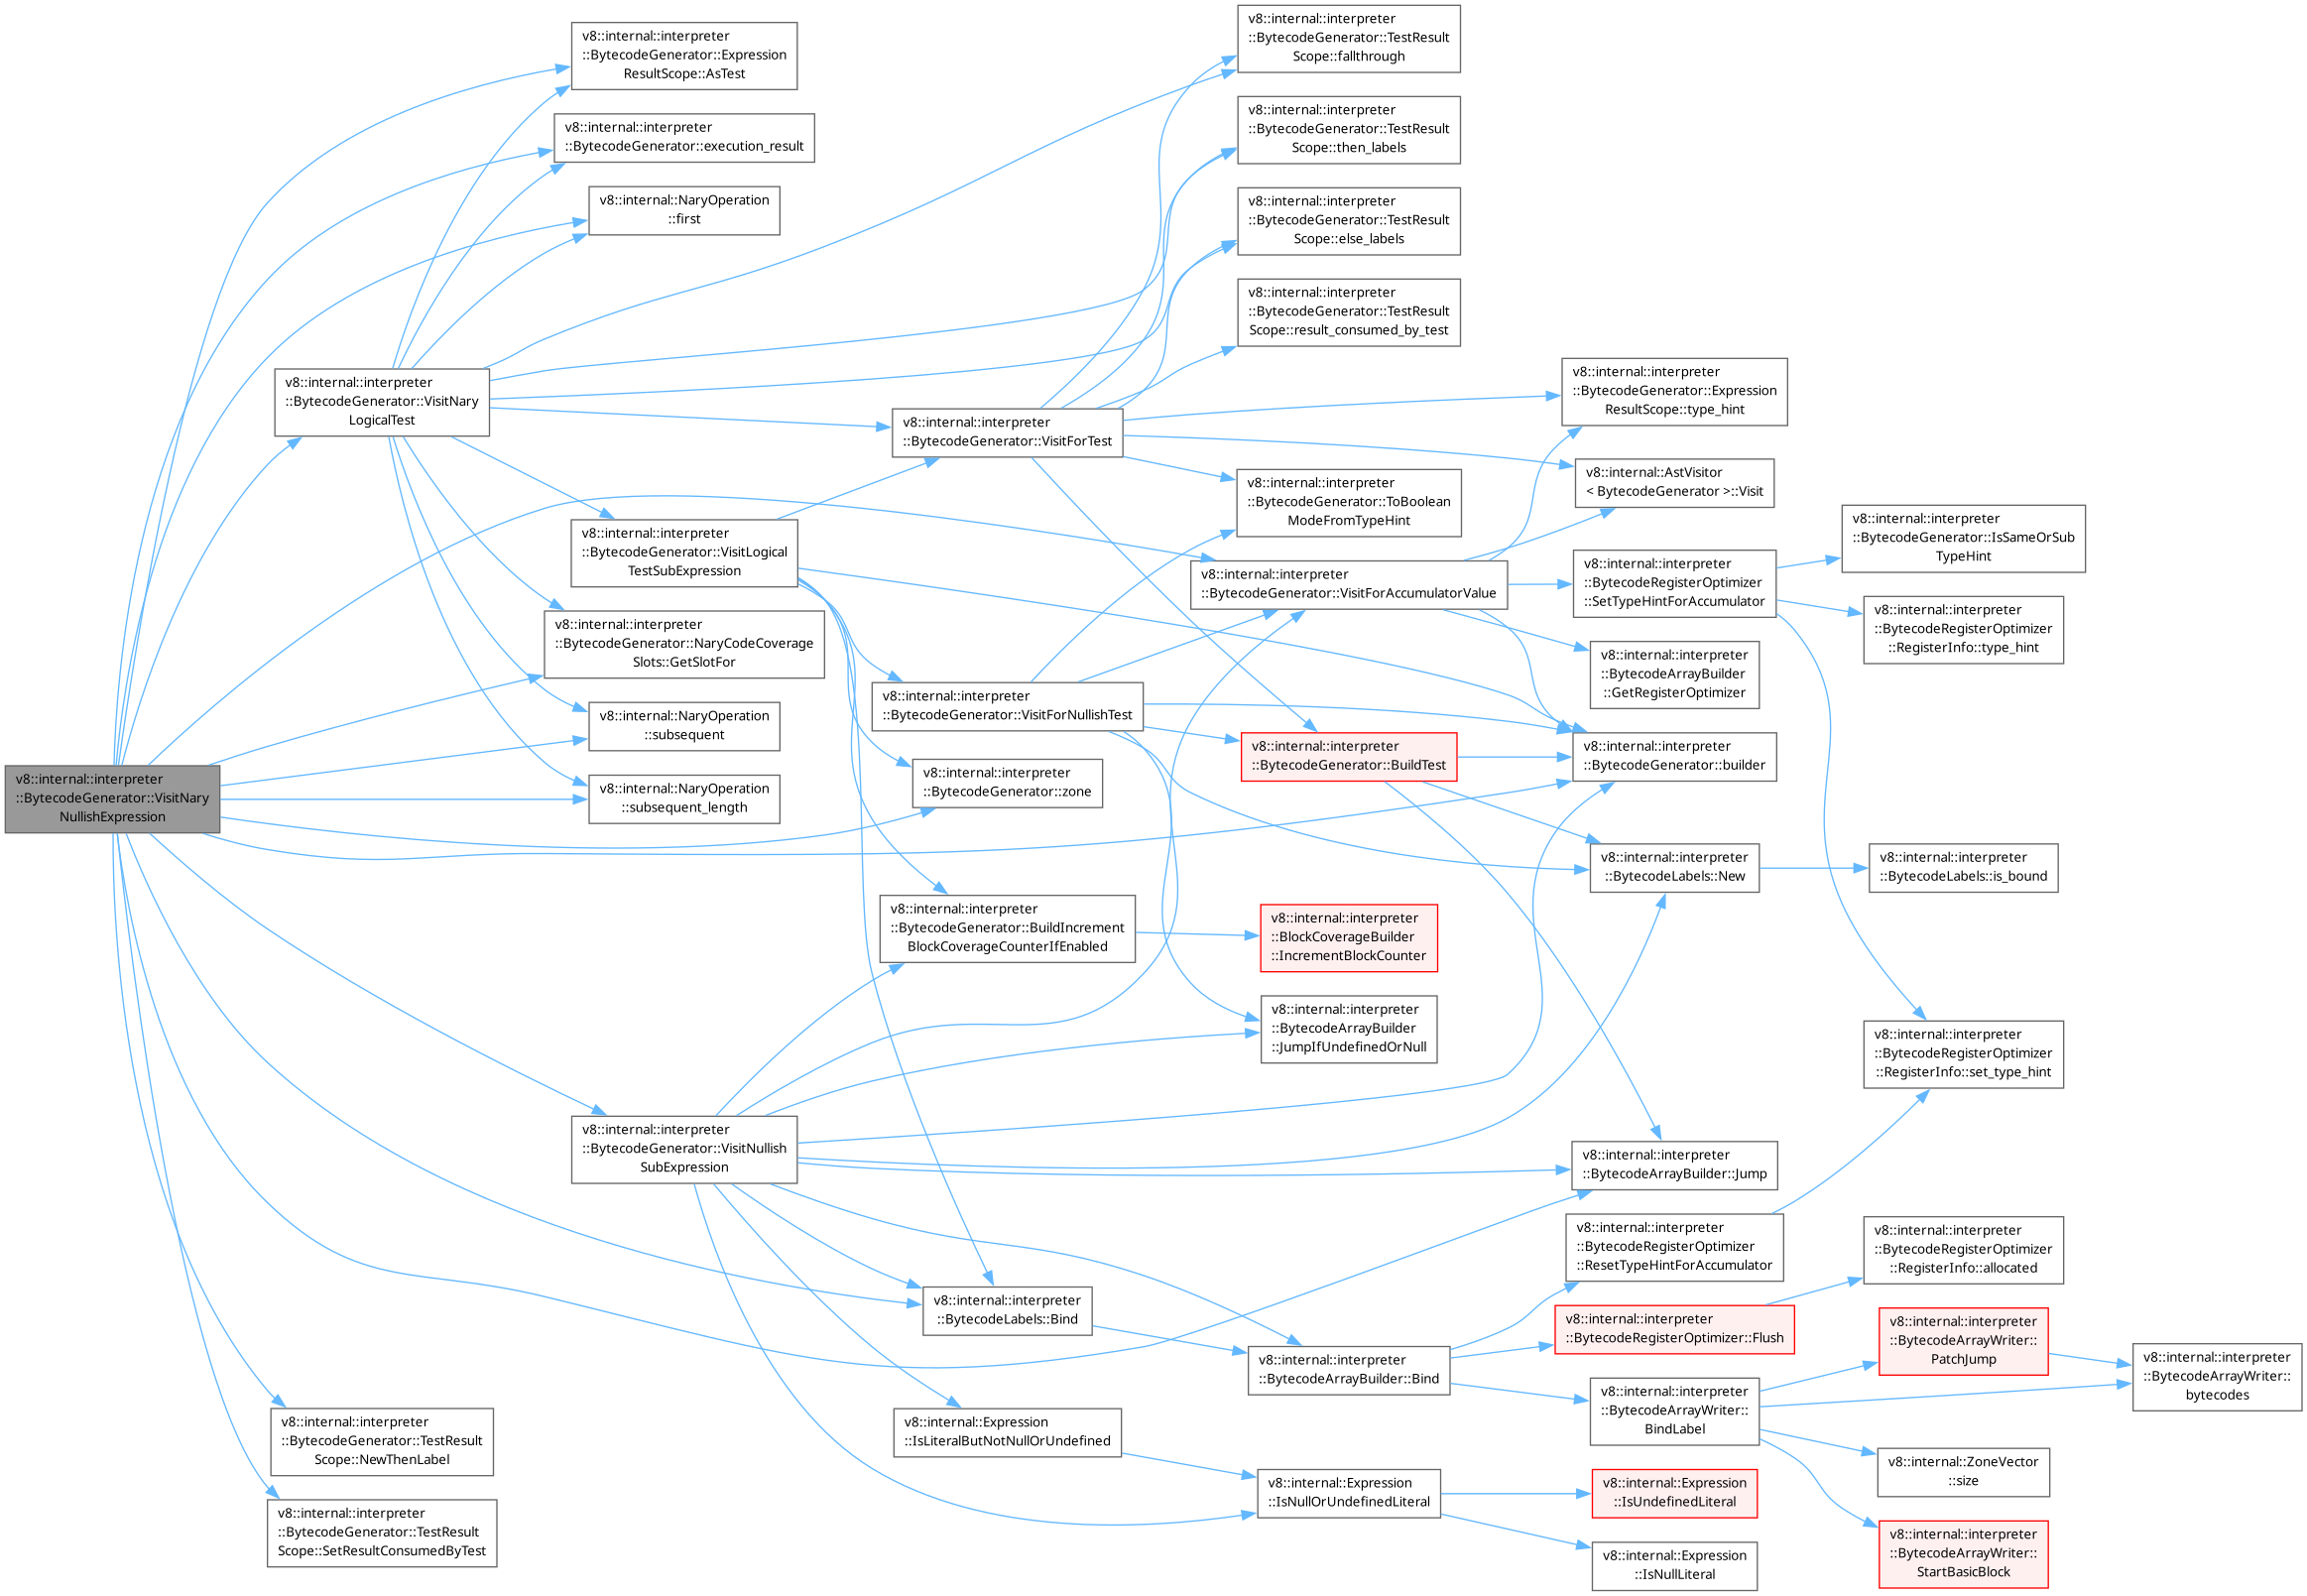 v8::internal::interpreter
::BytecodeGenerator::VisitNary
NullishExpression
v8::internal::interpreter
::BytecodeGenerator::VisitNary
LogicalTest
v8::internal::interpreter
::BytecodeGenerator::TestResult
Scope::NewThenLabel
v8::internal::interpreter
::BytecodeGenerator::TestResult
Scope::SetResultConsumedByTest
v8::internal::interpreter
::BytecodeGenerator::Expression
ResultScope::AsTest
v8::internal::interpreter
::BytecodeGenerator::execution_result
v8::internal::NaryOperation
::first
v8::internal::interpreter
::BytecodeGenerator::VisitLogical
TestSubExpression
v8::internal::interpreter
::BytecodeGenerator::NaryCodeCoverage
Slots::GetSlotFor
v8::internal::NaryOperation
::subsequent
v8::internal::NaryOperation
::subsequent_length
v8::internal::interpreter
::BytecodeGenerator::VisitNullish
SubExpression
v8::internal::interpreter
::BytecodeGenerator::VisitForTest
v8::internal::interpreter
::BytecodeGenerator::VisitForNullishTest
v8::internal::interpreter
::BytecodeGenerator::zone
v8::internal::interpreter
::BytecodeGenerator::BuildIncrement
BlockCoverageCounterIfEnabled
v8::internal::interpreter
::BytecodeLabels::Bind
v8::internal::Expression
::IsLiteralButNotNullOrUndefined
v8::internal::interpreter
::BytecodeGenerator::TestResult
Scope::fallthrough
v8::internal::interpreter
::BytecodeGenerator::TestResult
Scope::then_labels
v8::internal::interpreter
::BytecodeGenerator::TestResult
Scope::else_labels
v8::internal::interpreter
::BytecodeGenerator::TestResult
Scope::result_consumed_by_test
v8::internal::interpreter
::BytecodeGenerator::ToBoolean
ModeFromTypeHint
v8::internal::interpreter
::BytecodeGenerator::VisitForAccumulatorValue
v8::internal::interpreter
::BytecodeGenerator::BuildTest
v8::internal::interpreter
::BlockCoverageBuilder
::IncrementBlockCounter
v8::internal::interpreter
::BytecodeArrayBuilder
::JumpIfUndefinedOrNull
v8::internal::interpreter
::BytecodeArrayBuilder::Bind
v8::internal::Expression
::IsNullOrUndefinedLiteral
v8::internal::interpreter
::BytecodeGenerator::Expression
ResultScope::type_hint
v8::internal::AstVisitor
< BytecodeGenerator >::Visit
v8::internal::interpreter
::BytecodeRegisterOptimizer
::SetTypeHintForAccumulator
v8::internal::interpreter
::BytecodeArrayBuilder
::GetRegisterOptimizer
v8::internal::interpreter
::BytecodeGenerator::builder
v8::internal::interpreter
::BytecodeLabels::New
v8::internal::interpreter
::BytecodeArrayBuilder::Jump
v8::internal::interpreter
::BytecodeRegisterOptimizer
::ResetTypeHintForAccumulator
v8::internal::interpreter
::BytecodeRegisterOptimizer::Flush
v8::internal::interpreter
::BytecodeArrayWriter::
BindLabel
v8::internal::Expression
::IsUndefinedLiteral
v8::internal::Expression
::IsNullLiteral
v8::internal::interpreter
::BytecodeGenerator::IsSameOrSub
TypeHint
v8::internal::interpreter
::BytecodeRegisterOptimizer
::RegisterInfo::type_hint
v8::internal::interpreter
::BytecodeLabels::is_bound
v8::internal::interpreter
::BytecodeRegisterOptimizer
::RegisterInfo::set_type_hint
v8::internal::interpreter
::BytecodeRegisterOptimizer
::RegisterInfo::allocated
v8::internal::interpreter
::BytecodeArrayWriter::
PatchJump
v8::internal::ZoneVector
::size
v8::internal::interpreter
::BytecodeArrayWriter::
StartBasicBlock
v8::internal::interpreter
::BytecodeArrayWriter::
bytecodes